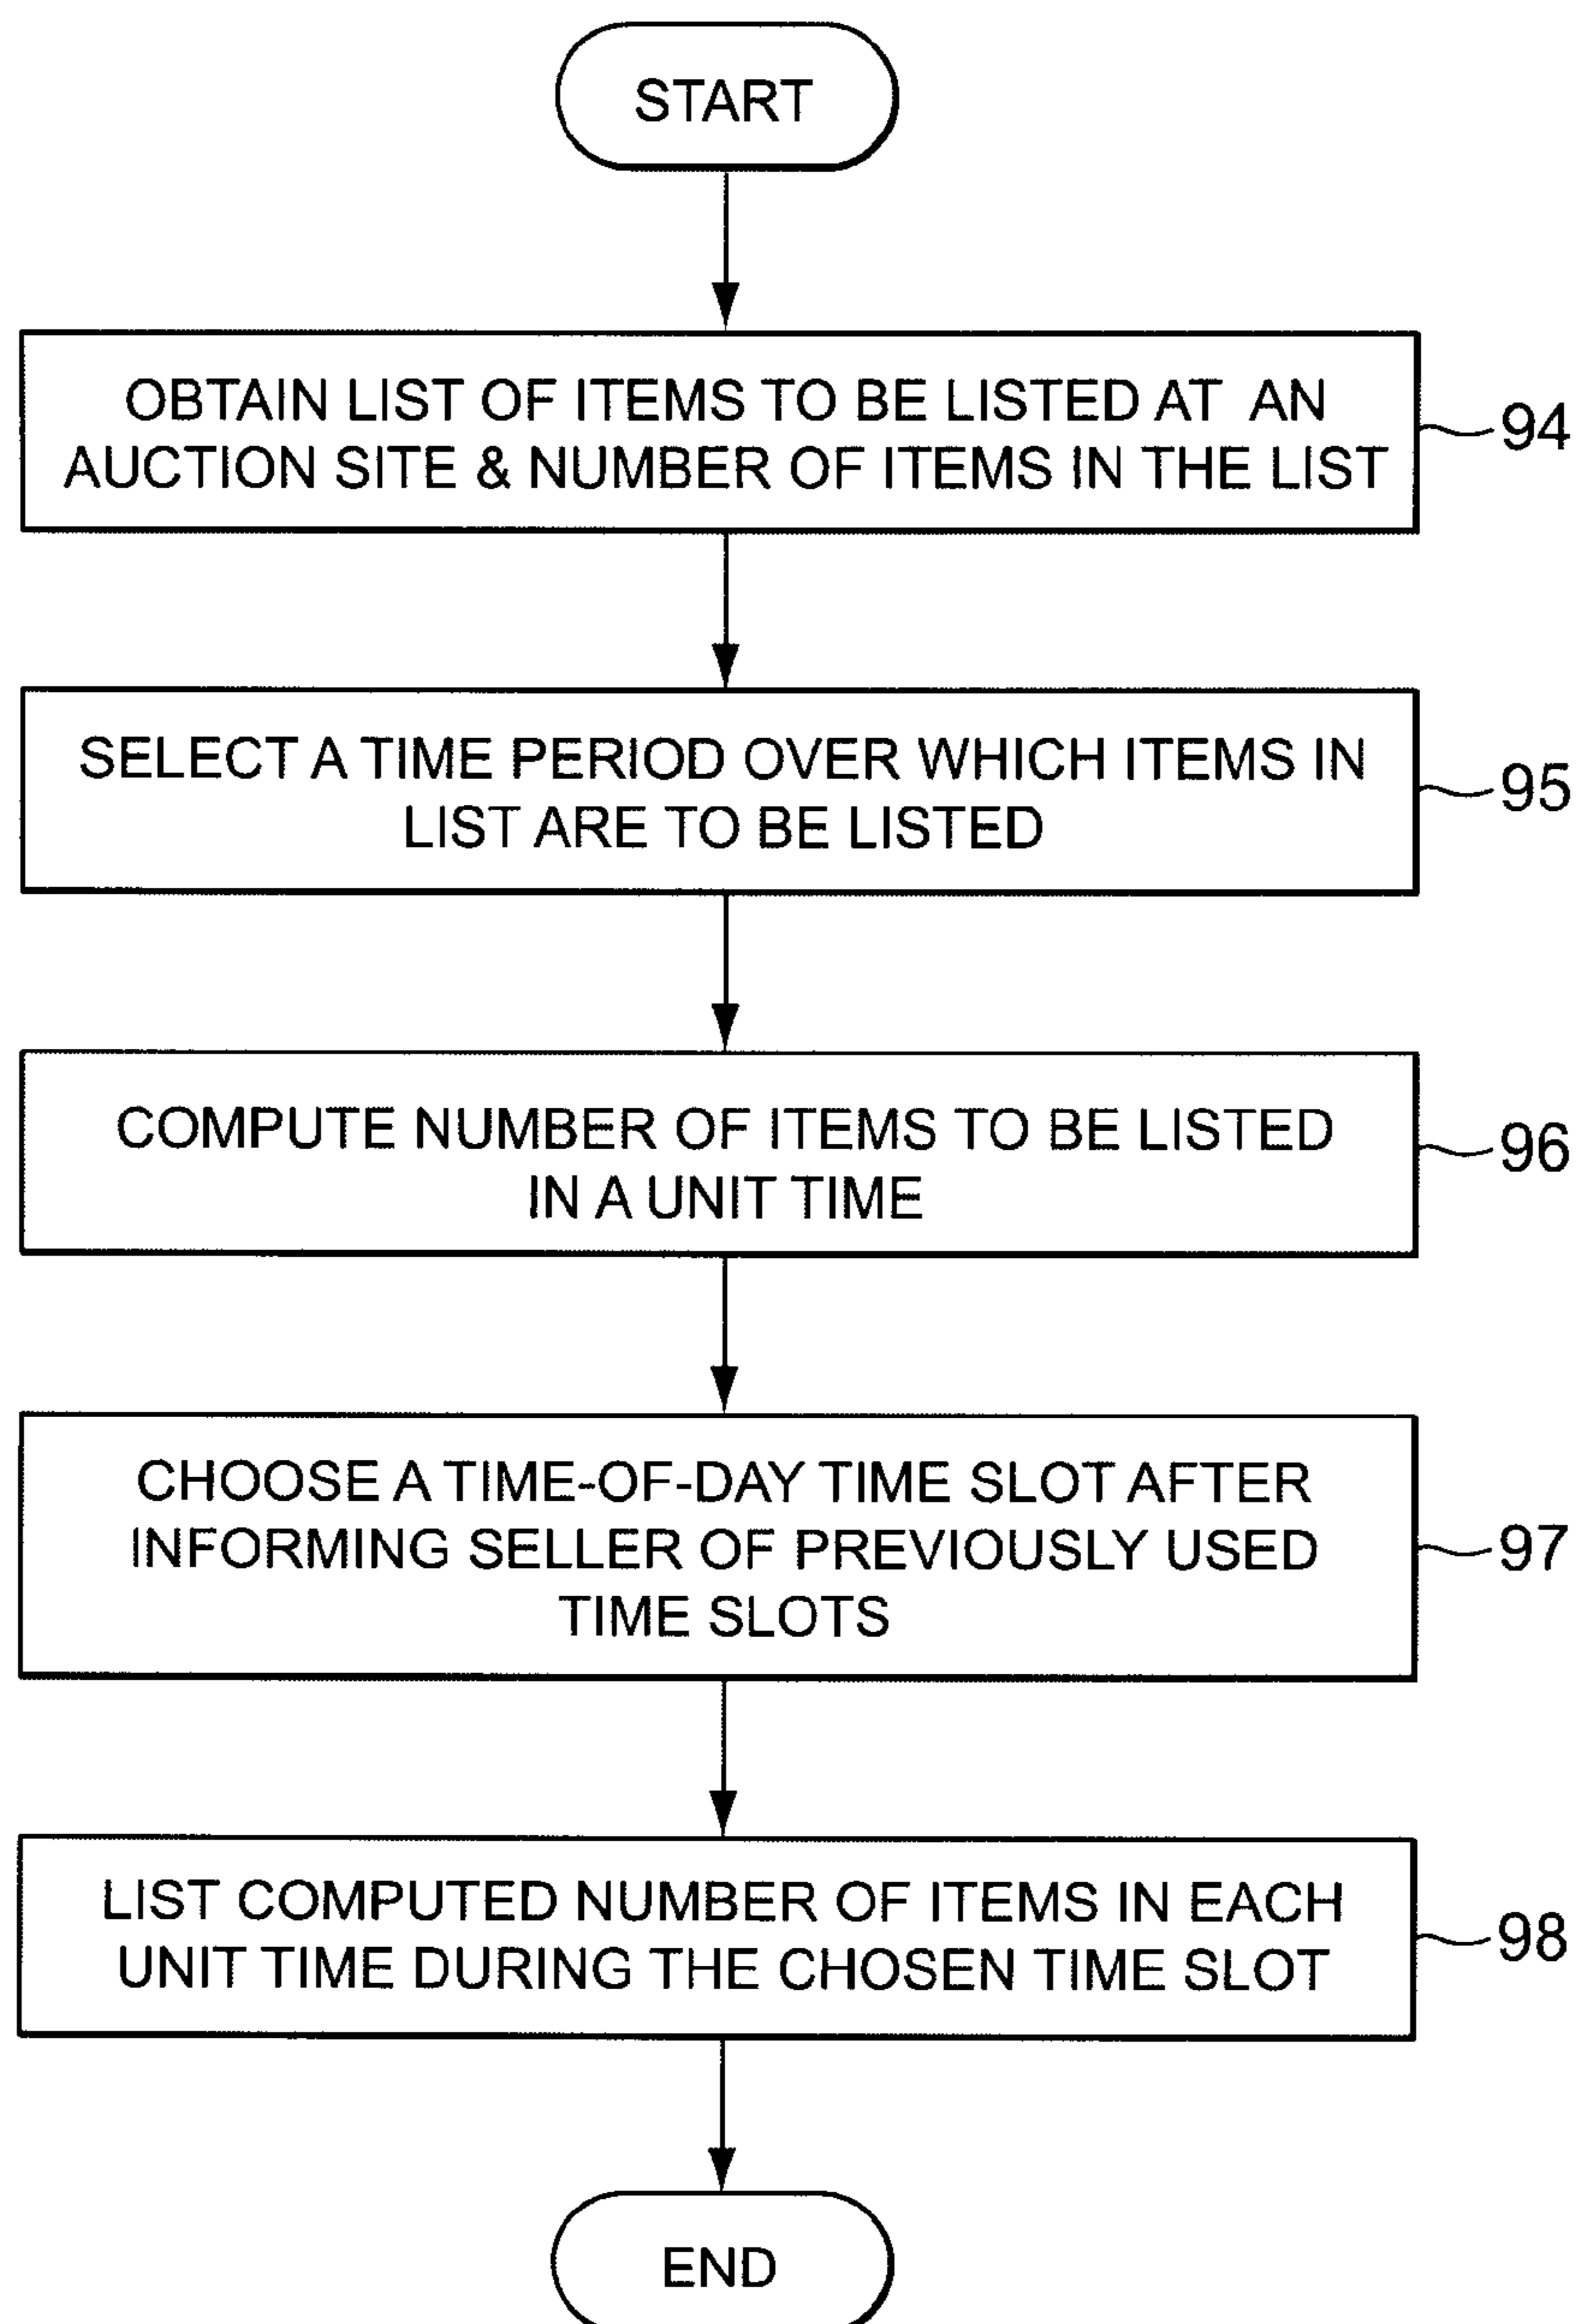 START
OBTAIN LIST OF ITEMS TO BE LISTED AT AN
AUCTION SITE & NUMBER OF ITEMS IN THE LIST
94
SELECT A TIME PERIOD OVER WHICH ITEMS IN
LIST ARE TO BE LISTED
95
COMPUTE NUMBER OF ITEMS TO BE LISTED
IN A UNIT TIME
96
CHOOSE A TIME-OF-DAY TIME SLOT AFTER
INFORMING SELLER OF PREVIOUSLY USED
TIME SLOTS
97
LIST COMPUTED NUMBER OF ITEMS IN EACH
UNIT TIME DURING THE CHOSEN TIME SLOT
98
END